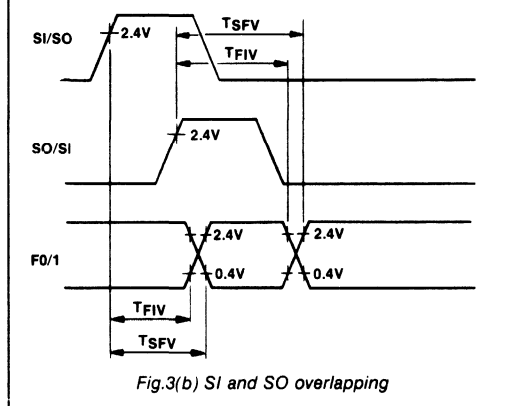 TSFV
SI/SO
2.4V
TFIV
SO/SI
2.4V
2.4V
2.4V
F0/1
0.4V
0.4V
TFIV
TSFV
Fig.3(b) SI and SO overlapping